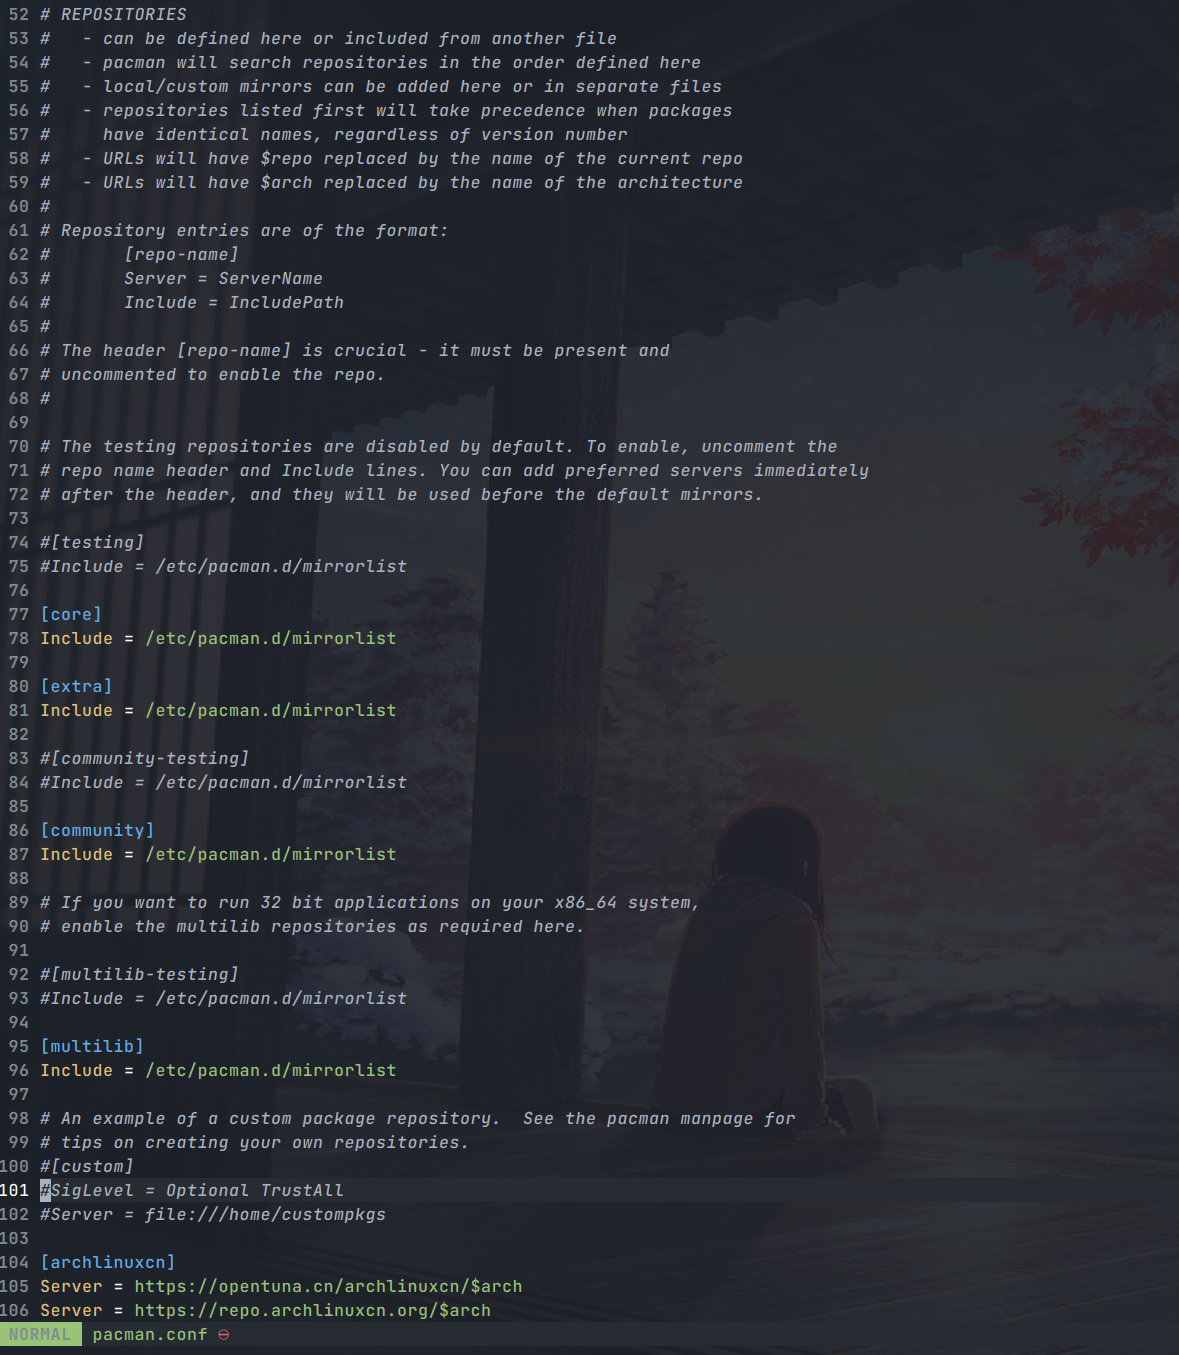 52 # REPOSITORIES
53 #   - can be defined here or included from another file
54 #   - pacman will search repositories in the order defined here
55 #   - local/custom mirrors can be added here or in separate files
56 #   - repositories listed first will take precedence when packages
57 #     have identical names, regardless of version number
58 #   - URLs will have $repo replaced by the name of the current repo
59 #   - URLs will have $arch replaced by the name of the architecture
60 #
61 # Repository entries are of the format:
62 #       [repo-name]
63 #       Server = ServerName
64 #       Include = IncludePath
65 #
66 # The header [repo-name] is crucial - it must be present and
67 # uncommented to enable the repo.
68 #
69
70 # The testing repositories are disabled by default. To enable, uncomment the
71 # repo name header and Include lines. You can add preferred servers immediately
72 # after the header, and they will be used before the default mirrors.
73
74 #[testing]
75 #Include = /etc/pacman.d/mirrorlist
76
77 [core]
78 Include = /etc/pacman.d/mirrorlist
79
80 [extra]
81 Include = /etc/pacman.d/mirrorlist
82
83 #[community-testing]
84 #Include = /etc/pacman.d/mirrorlist
85
86 [community]
87 Include = /etc/pacman.d/mirrorlist
88
89 # If you want to run 32 bit applications on your x86_64 system,
90 # enable the multilib repositories as required here.
91
92 #[multilib-testing]
93 #Include = /etc/pacman.d/mirrorlist
94
95 [multilib]
96 Include = /etc/pacman.d/mirrorlist
97
98 # An example of a custom package repository.  See the pacman manpage for
99 # tips on creating your own repositories.
100 #[custom]
101 #SigLevel = Optional TrustAll
102 #Server = file:///home/custompkgs
103
104 [archlinuxcn]
105 Server = https://opentuna.cn/archlinuxcn/$arch
106 Server = https://repo.archlinuxcn.org/$arch
NORMAL pacman.conf ⊖